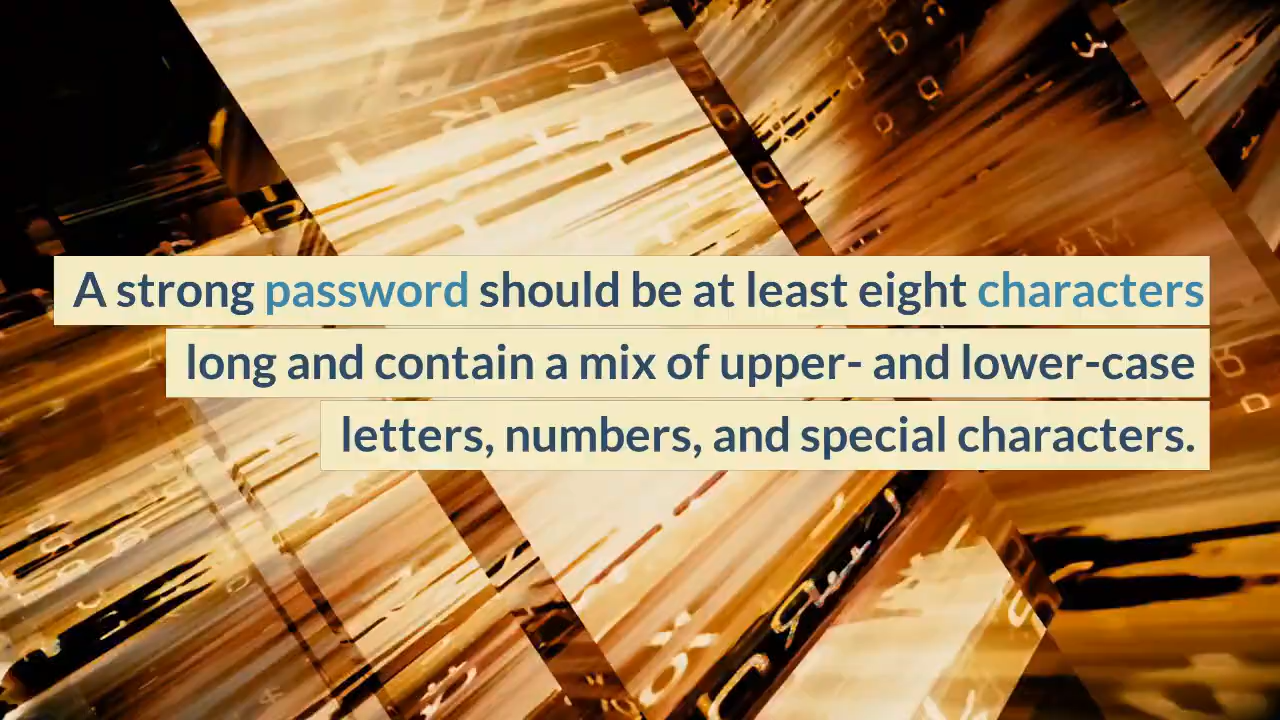 A strong password should be at least eight characters
long and contain a mix of upper- and lower-case
letters, numbers, and special characters.